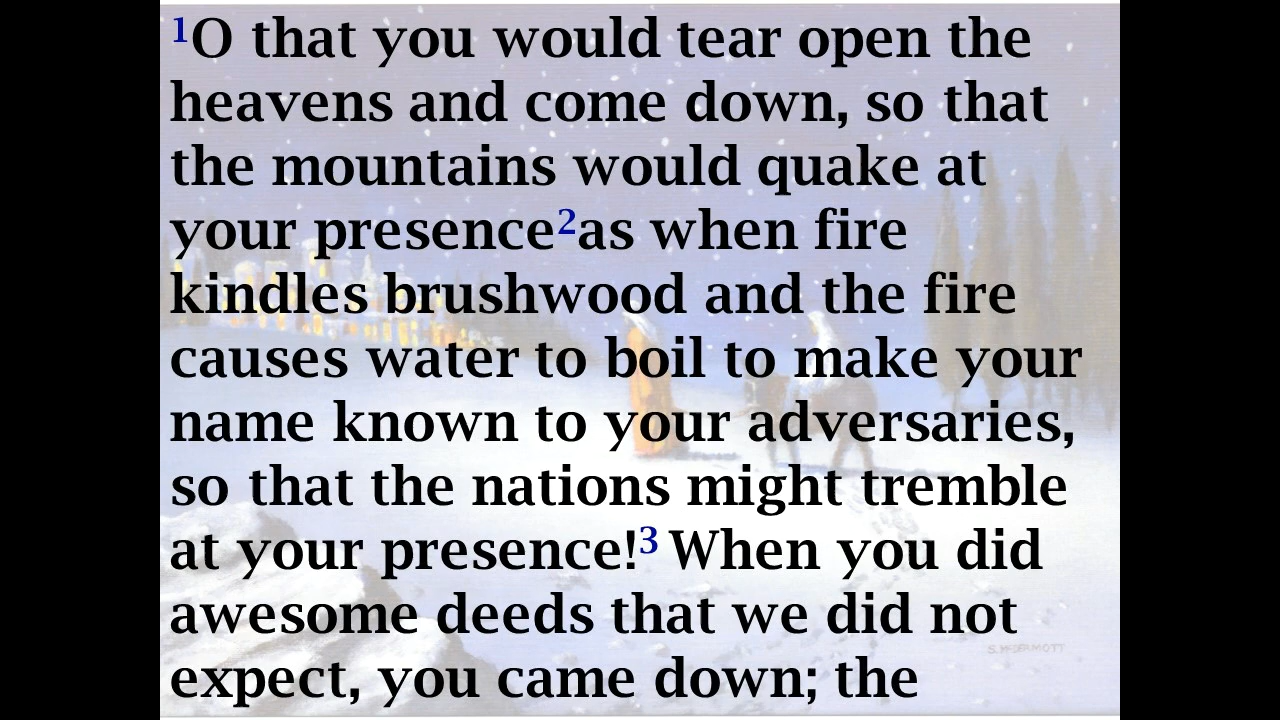 1O that you would tear open the
heavens and come down, so that
the mountains would quake at
your presence2as when fire
kindles brushwood and the fire
causes water to boil to make your
name known to your adversaries,
so that the nations might tremble
at your presence!3 When you did
awesome deeds that we did not
expect, you came down; the
S. McDERMOTT